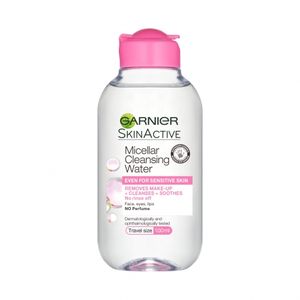 GARNIER
SKINACTIVE
Micellar
Cleansing
Water
EVEN FOR SENSITIVE SKIN
REMOVES MAKE-UP
+ CLEANSES + SOOTHES
No rinse off
Face, eyes, lips
NO Perfume
Dermatologically and
ophthalmologically tested
Travel size 100ml